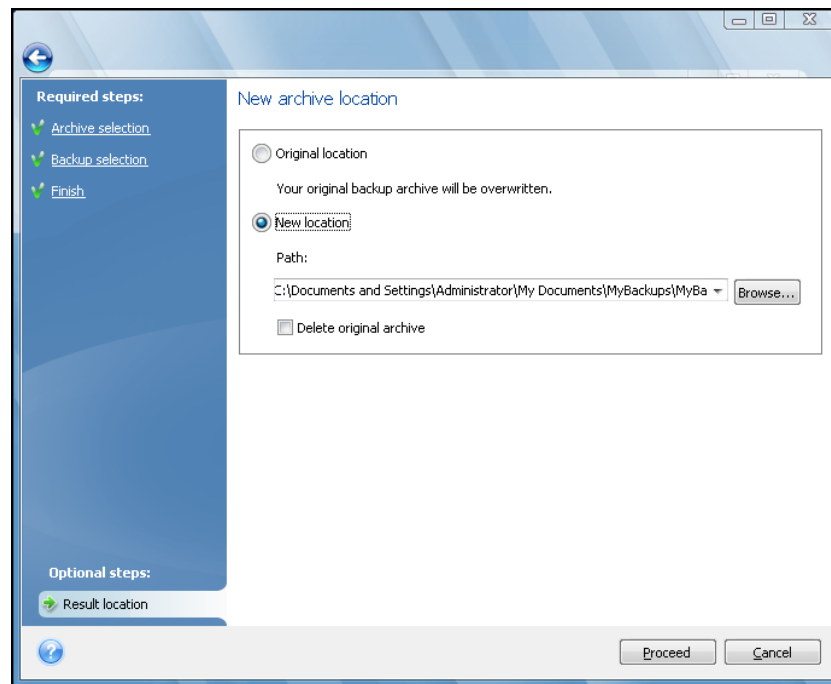 Required steps:
Archive selection
Backup selection
Finish
New archive location
Original location
Your original backup archive will be overwritten.
New location
Path:
C:\Documents and Settings\Administrator\My Documents\MyBackups\MyBa
Browse...
Delete original archive
Optional steps:
Result location
Proceed
Cancel